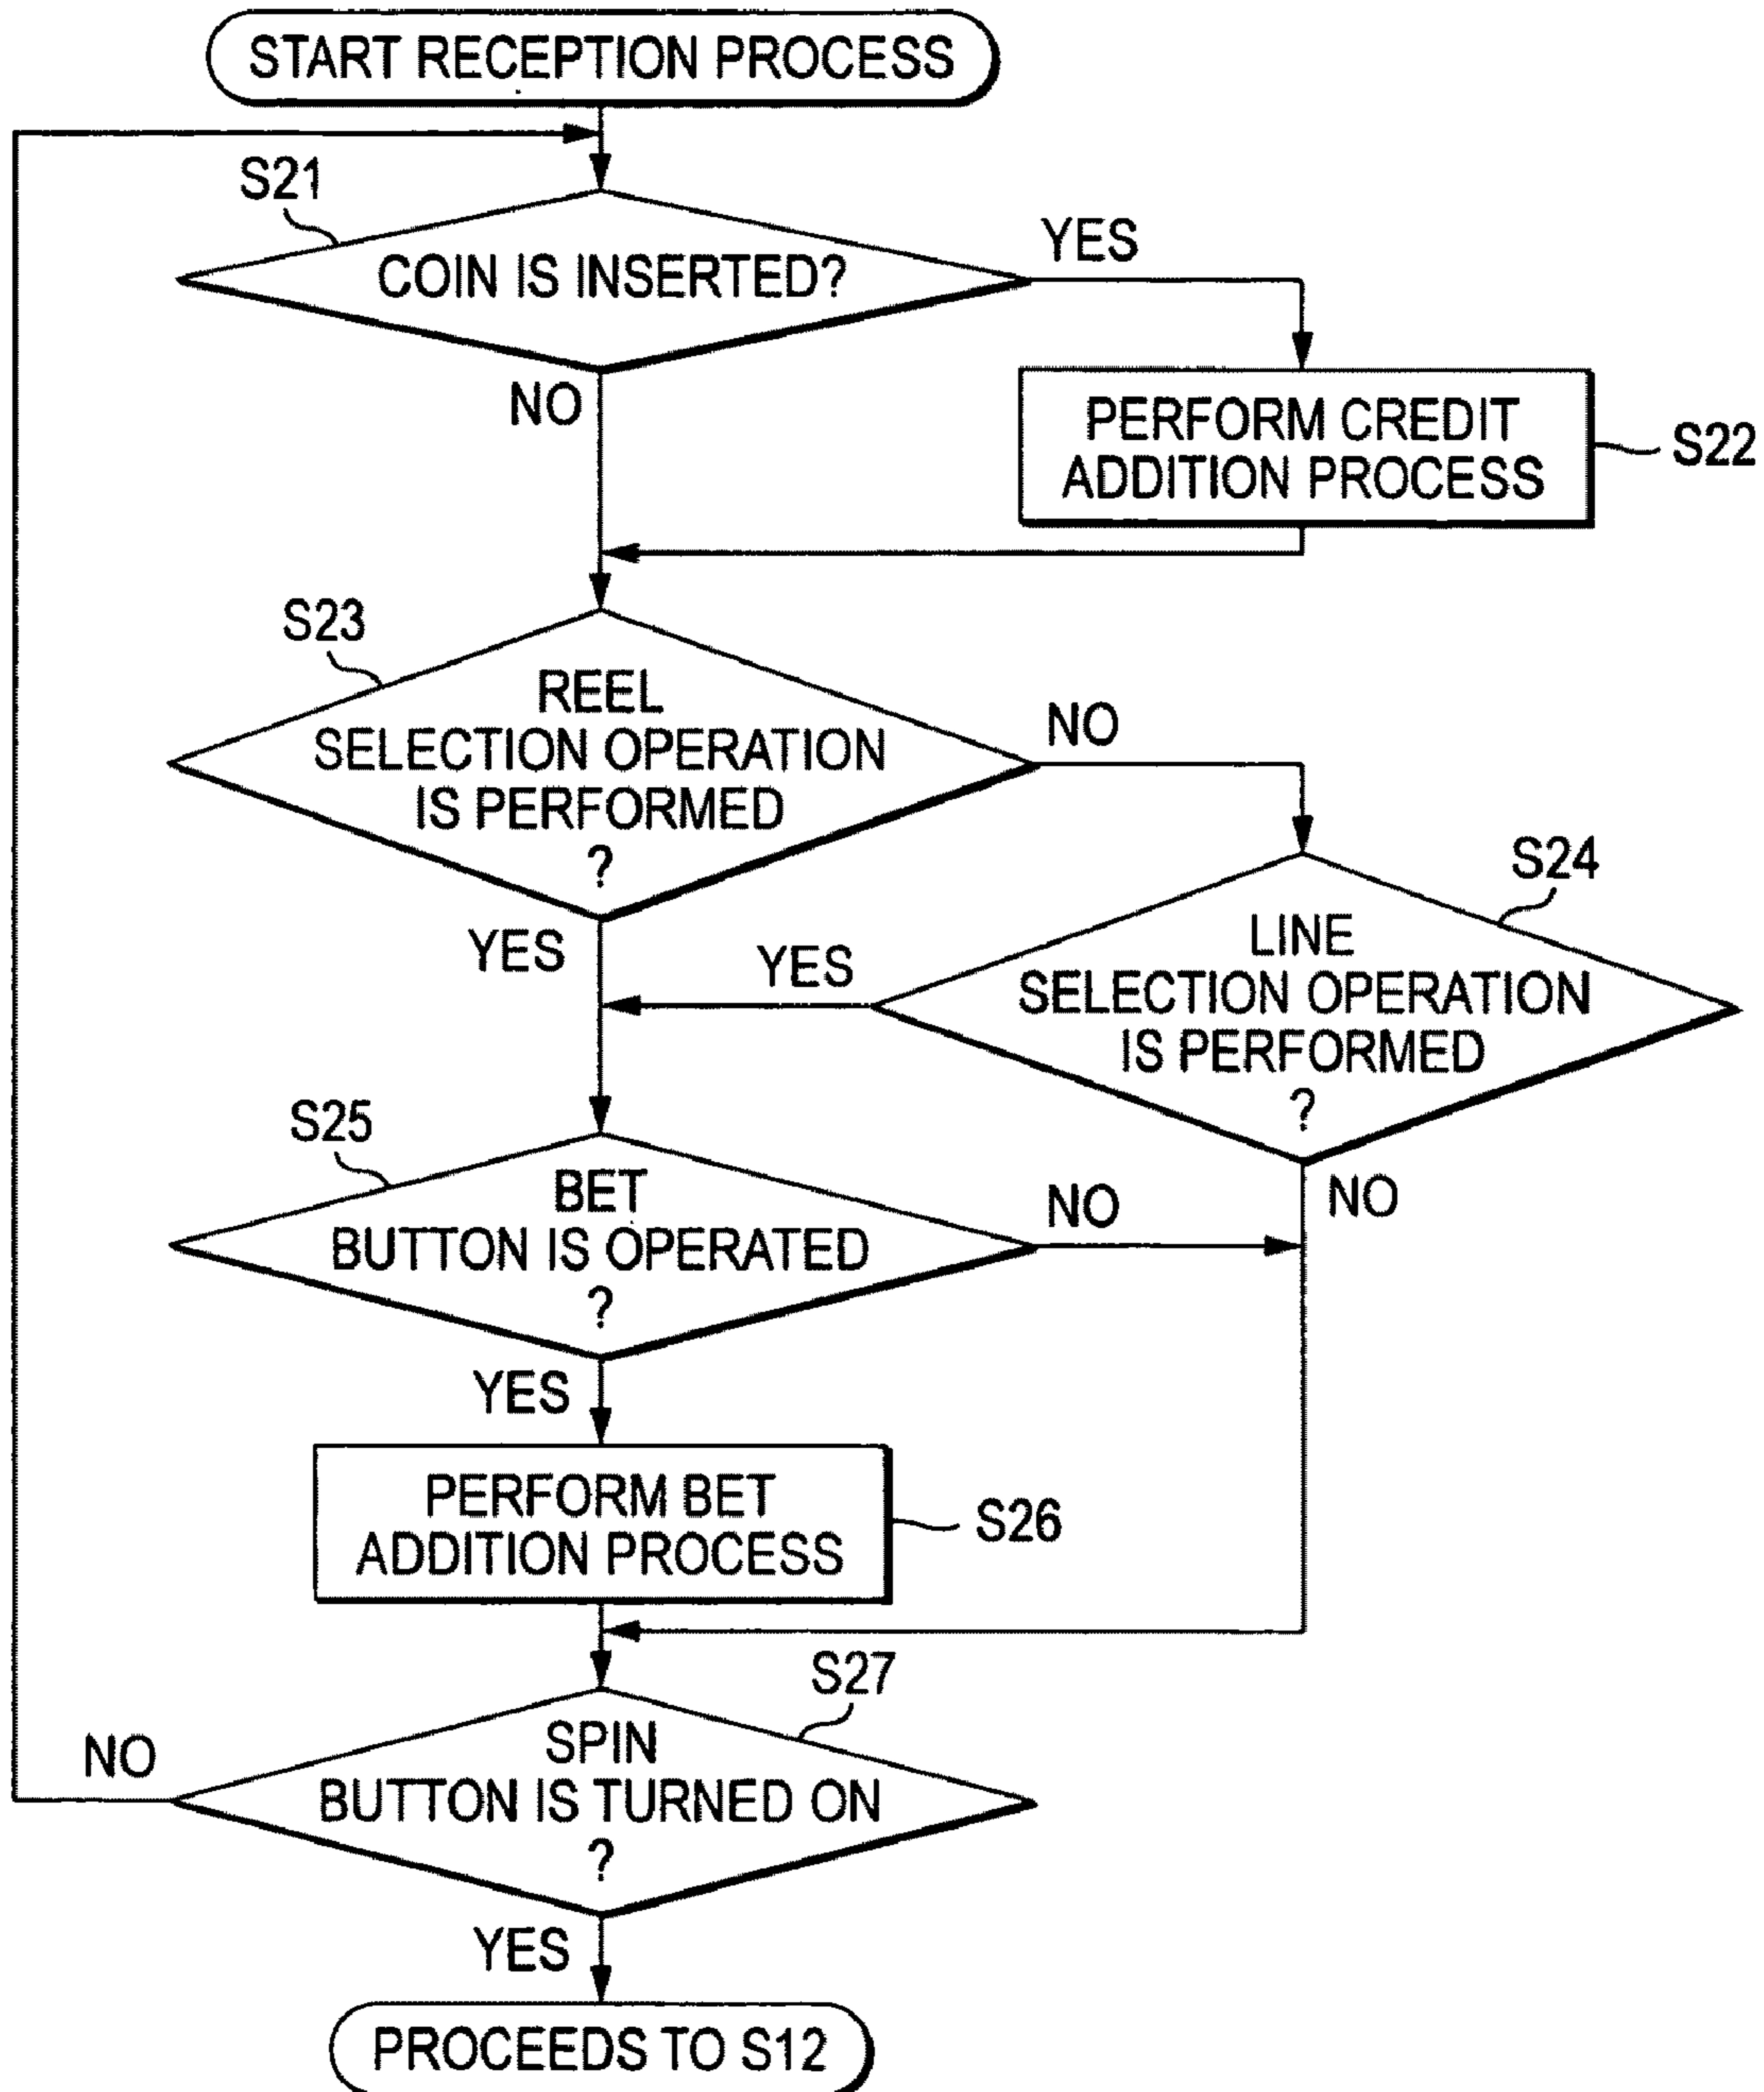 START RECEPTION PROCESS
S21
COIN IS INSERTED?
YES
NO
PERFORM CREDIT
ADDITION PROCESS
S22
S23
REEL
SELECTION OPERATION
IS PERFORMED
?
NO
YES
S24
LINE
SELECTION OPERATION
IS PERFORMED
?
YES
NO
S25
BET
BUTTON IS OPERATED
?
NO
YES
PERFORM BET
ADDITION PROCESS
S26
S27
SPIN
BUTTON IS TURNED ON
?
NO
YES
PROCEEDS TO S12